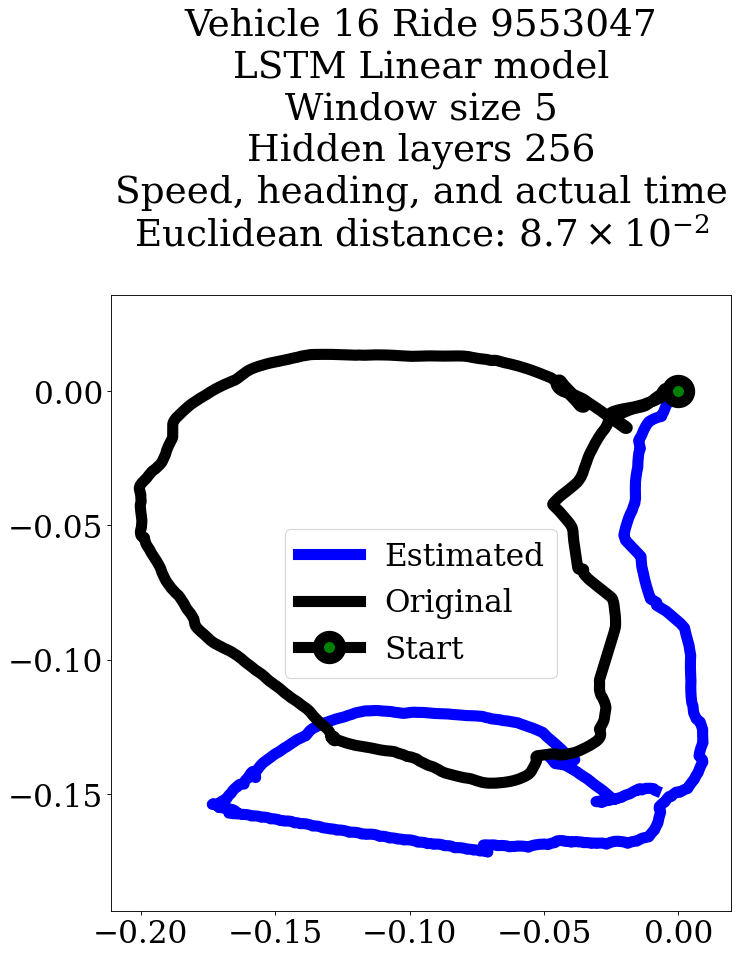 Vehicle 16 Ride 9553047
LSTM Linear model
Window size 5
Hidden layers 256
Speed, heading, and actual time
Euclidean distance: 8.7 × 10⁻²
0.00
−0.05
−0.10
−0.15
Estimated
Original
Start
−0.20 −0.15 −0.10 −0.05 0.00